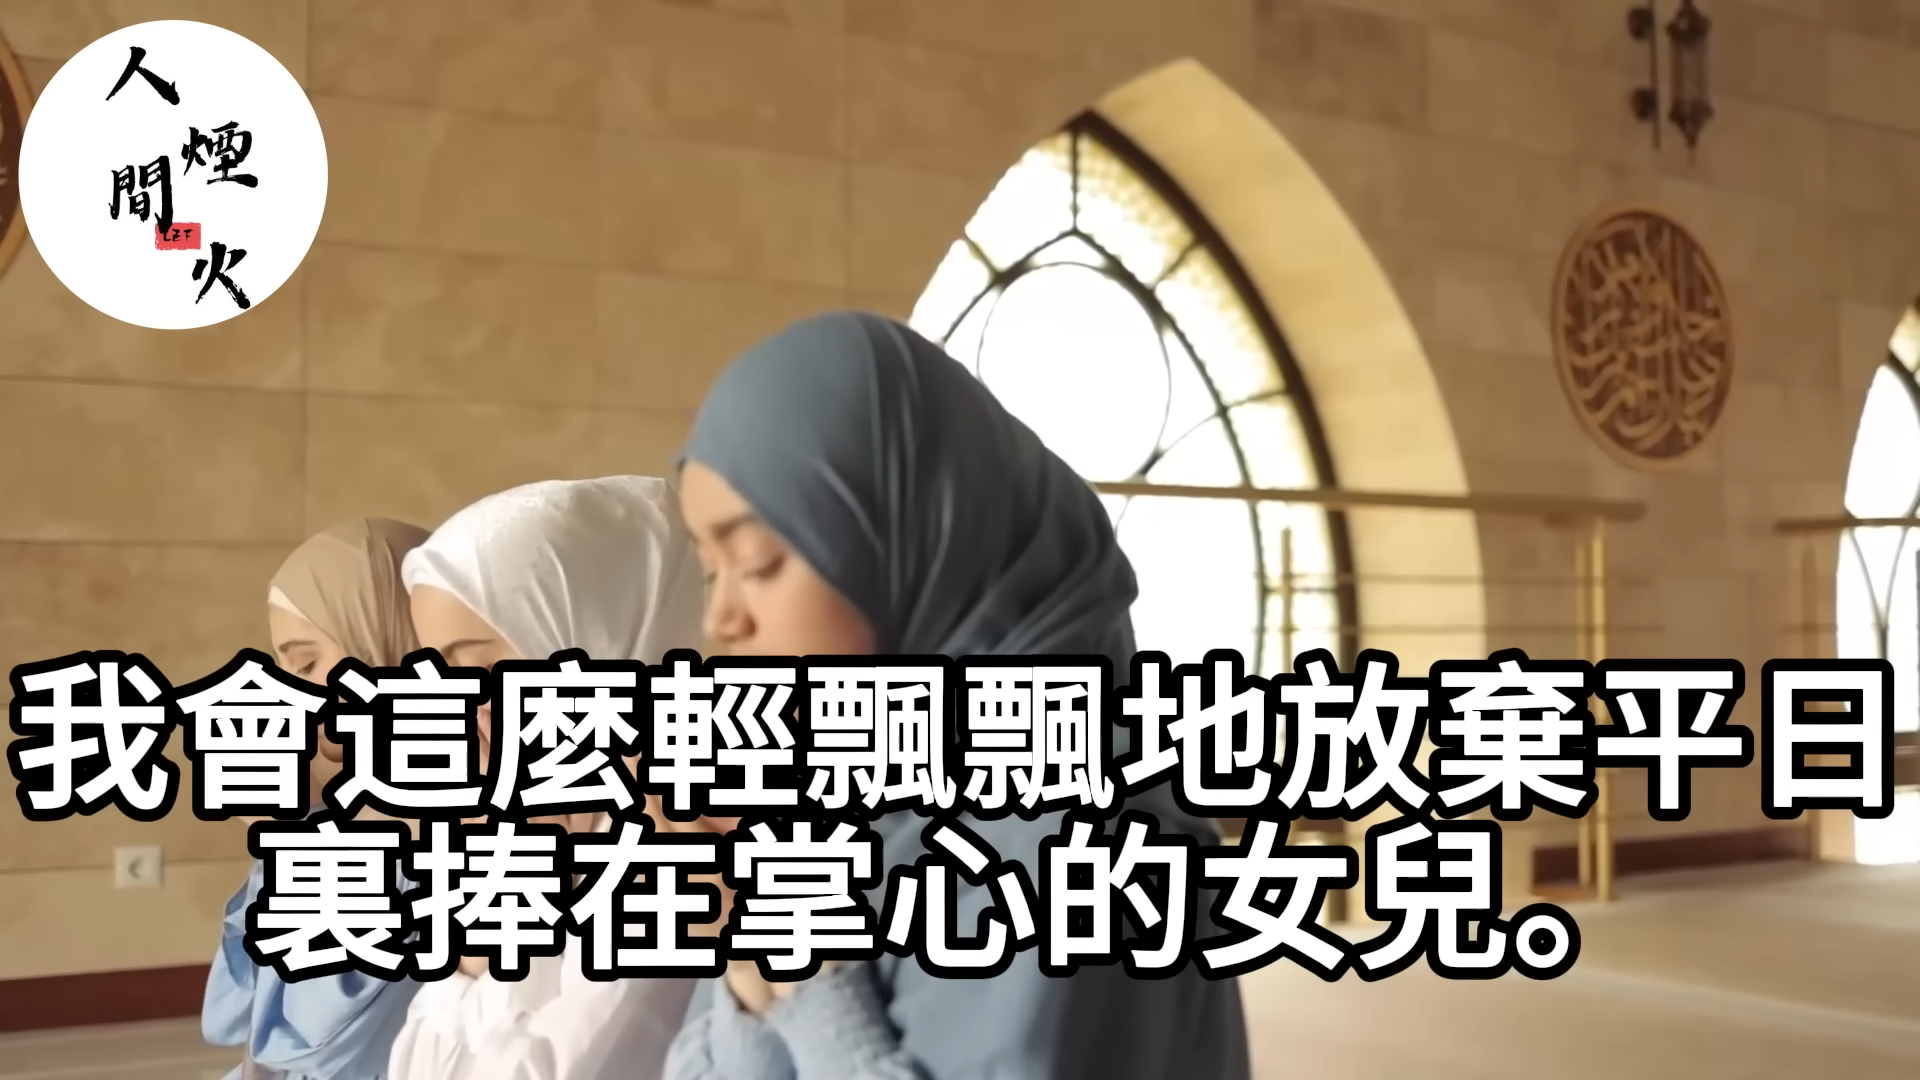 人間煙火
LZF
我會這麼輕飄飄地放棄平日
裏捧在掌心的女兒。